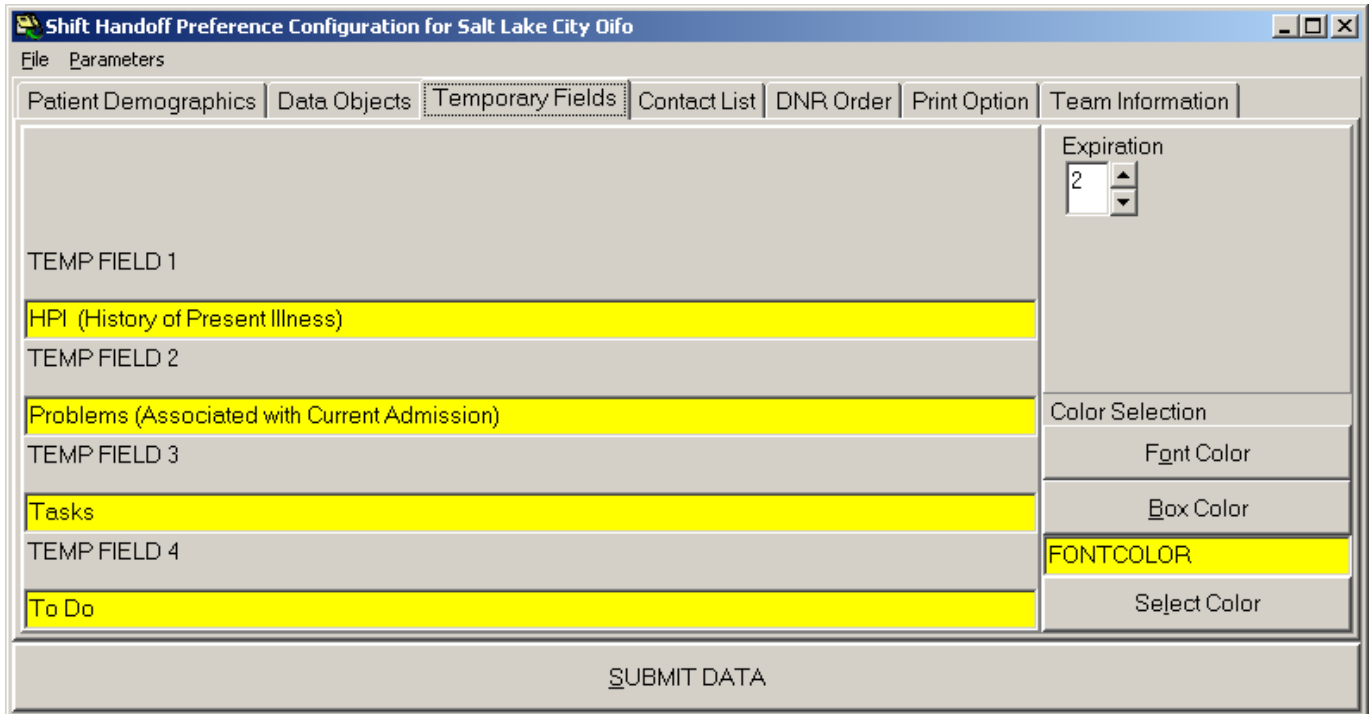 Shift Handoff Preference Configuration for Salt Lake City Oifo
File Parameters
Patient Demographics Data Objects Temporary Fields Contact List DNR Order Print Option Team Information
Expiration
2
TEMP FIELD 1
HPI (History of Present Illness)
TEMP FIELD 2
Problems (Associated with Current Admission)
TEMP FIELD 3
Tasks
TEMP FIELD 4
To Do
Color Selection
Font Color
Box Color
FONTCOLOR
Select Color
SUBMIT DATA